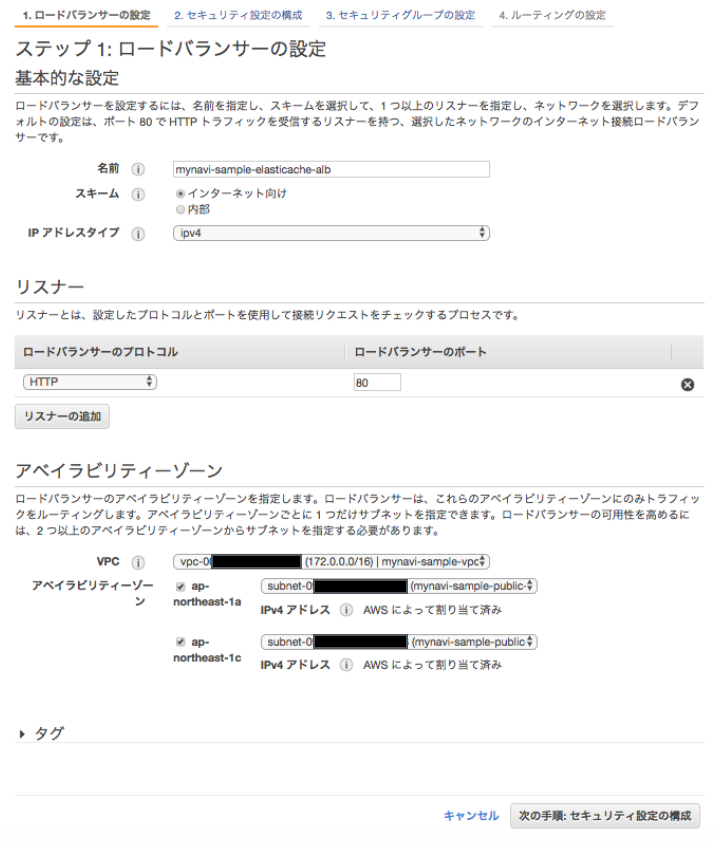 1. ロードバランサーの設定 2. セキュリティ設定の構成 3. セキュリティグループの設定 4. ルーティングの設定
ステップ 1: ロードバランサーの設定
基本的な設定
ロードバランサーを設定するには、名前を指定し、スキームを選択して、1 つ以上のリスナーを指定し、ネットワークを選択します。デフ
ォルトの設定は、ポート 80 で HTTP トラフィックを受信するリスナーを持つ、選択したネットワークのインターネット接続ロードバラン
サーです。
名前 i mynavi-sample-elasticache-alb
スキーム i インターネット向け
内部
IP アドレスタイプ i ipv4
リスナー
リスナーとは、設定したプロトコルとポートを使用して接続リクエストをチェックするプロセスです。
ロードバランサーのプロトコル ロードバランサーのポート
HTTP 80
リスナーの追加
アベイラビリティーゾーン
ロードバランサーのアベイラビリティーゾーンを指定します。ロードバランサーは、これらのアベイラビリティーゾーンにのみトラフィッ
クをルーティングします。アベイラビリティーゾーンごとに 1 つだけサブネットを指定できます。ロードバランサーの可用性を高めるに
は、2 つ以上のアベイラビリティーゾーンからサブネットを指定する必要があります。
VPC i vpc-0 (172.0.0.0/16) | mynavi-sample-vpc
アベイラビリティーゾー ap- subnet-0 (mynavi-sample-public-
ン northeast-1a IPv4 アドレス i AWS によって割り当て済み
ap- subnet-0 (mynavi-sample-public-
northeast-1c IPv4 アドレス i AWS によって割り当て済み
タグ
キャンセル 次の手順: セキュリティ設定の構成